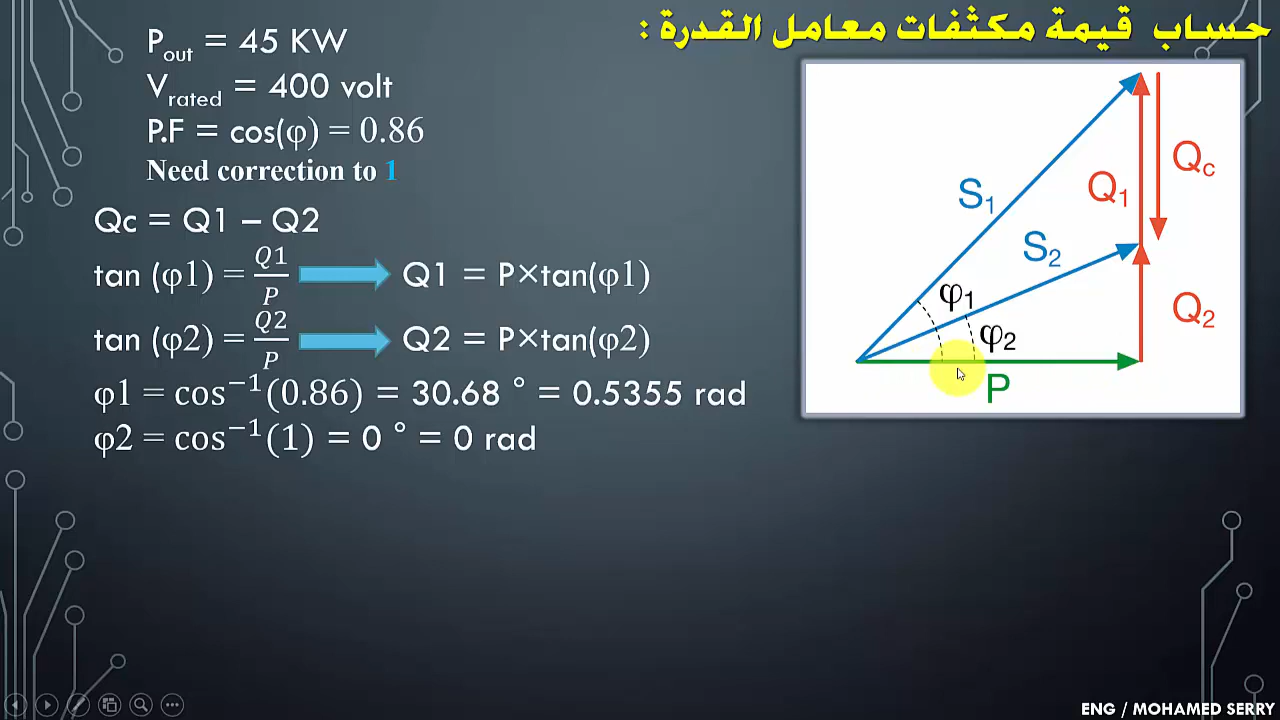 حساب قيمة مكثفات معامل القدرة :
P_out = 45 KW
V_rated = 400 volt
P.F = cos(φ) = 0.86
Need correction to 1
Qc = Q1 – Q2
tan (φ1) = Q1/P Q1 = P×tan(φ1)
tan (φ2) = Q2/P Q2 = P×tan(φ2)
φ1 = cos⁻¹(0.86) = 30.68 ° = 0.5355 rad
φ2 = cos⁻¹(1) = 0 ° = 0 rad
S₁
Q₁
Q_c
S₂
φ₁
φ₂
Q₂
P
ENG / MOHAMED SERRY